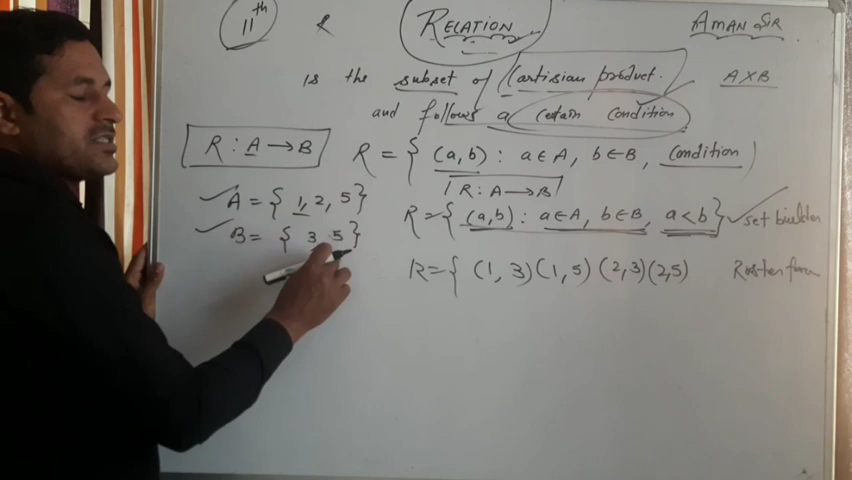 11th R RELATION AMAN SIR
is the subset of Cartisian product. A×B
and follows a certain condition
R : A → B R = { (a,b) : a ∈ A, b ∈ B, condition }
R : A → B
A = { 1, 2, 5 }
R = { (a,b) : a ∈ A, b ∈ B, a < b } set builder
B = { 3, 5 }
R = { (1, 3) (1, 5) (2, 3) (2, 5) Roster form